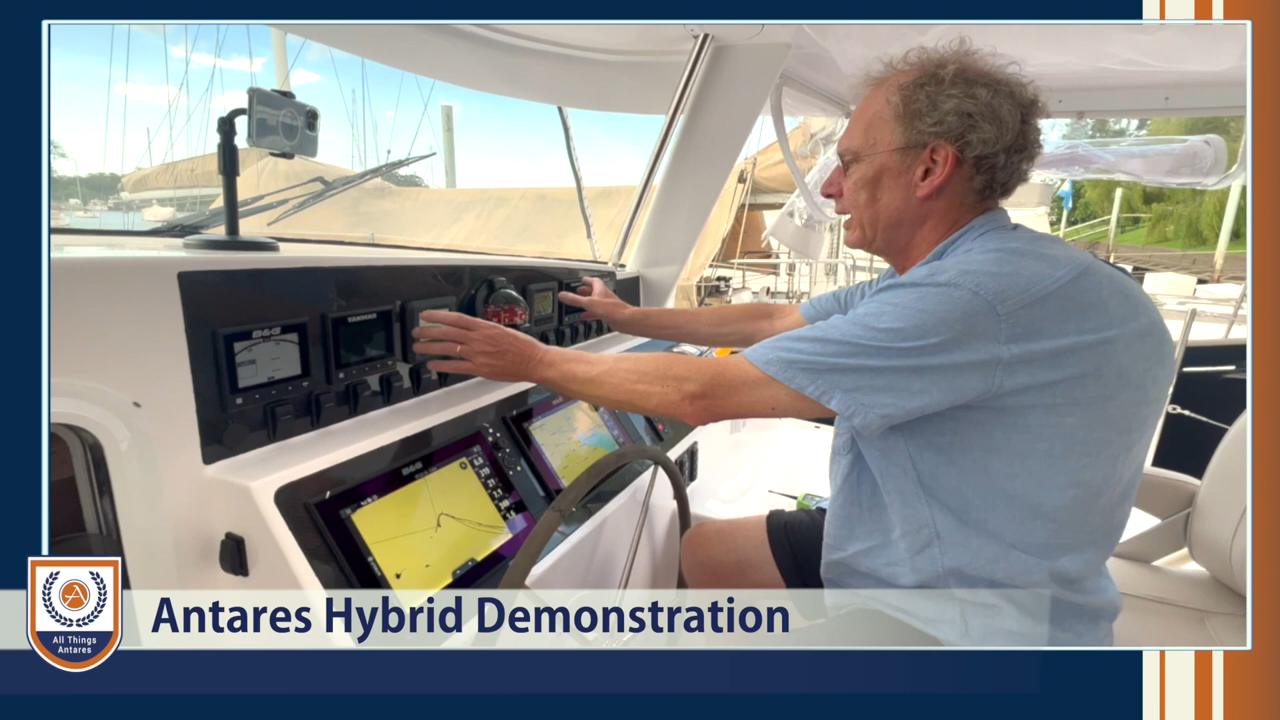 B&G
YANMAR
B&G
Antares Hybrid Demonstration
All Things
Antares